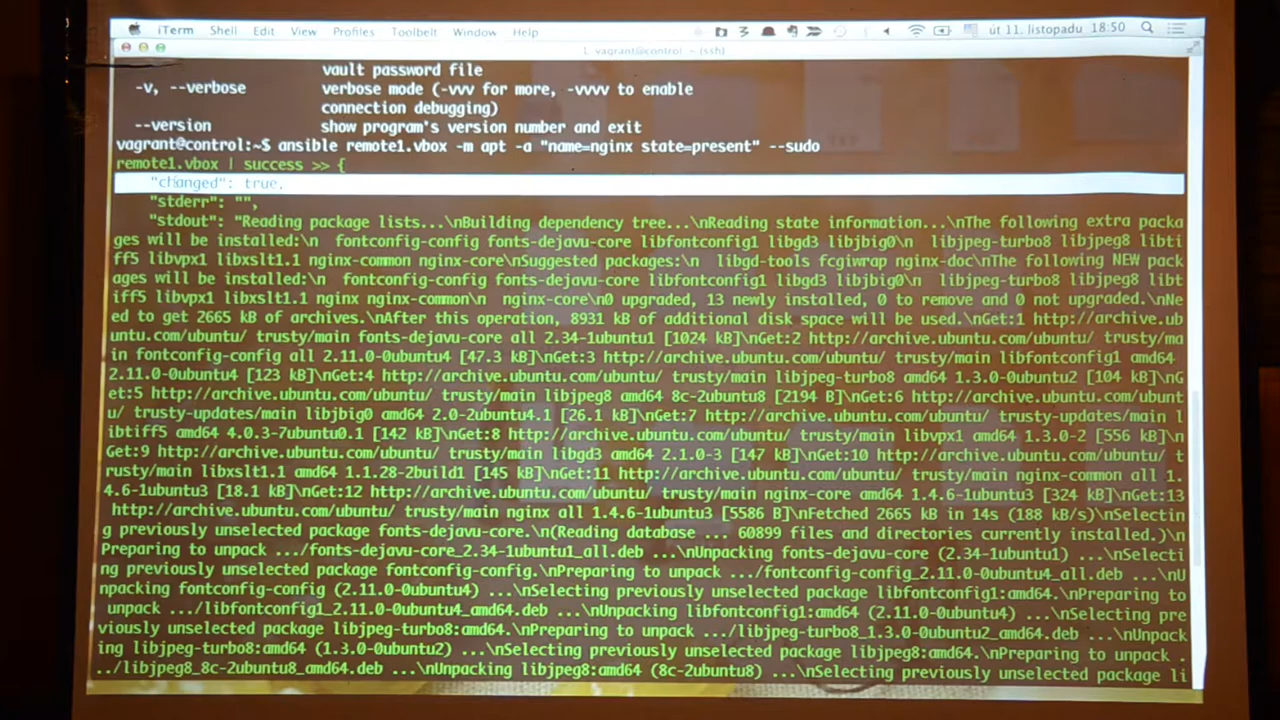 iTerm Shell Edit View Profiles Toolbelt Window Help út 11. listopadu 18:50
1. vagrant@control: ~ (ssh)
vault password file
-v, --verbose verbose mode (-vvv for more, -vvvv to enable
connection debugging)
--version show program's version number and exit
vagrant@control:~$ ansible remote1.vbox -m apt -a "name=nginx state=present" --sudo
remote1.vbox | success >> {
"changed": true,
"stderr": "",
"stdout": "Reading package lists...\nBuilding dependency tree...\nReading state information...\nThe following extra packa
ges will be installed:\n  fontconfig-config fonts-dejavu-core libfontconfig1 libgd3 libjbig0\n  libjpeg-turbo8 libjpeg8 libti
ff5 libvpx1 libxslt1.1 nginx-common nginx-core\nSuggested packages:\n  libgd-tools fcgiwrap nginx-doc\nThe following NEW pack
ages will be installed:\n  fontconfig-config fonts-dejavu-core libfontconfig1 libgd3 libjbig0\n  libjpeg-turbo8 libjpeg8 libt
iff5 libvpx1 libxslt1.1 nginx nginx-common\n  nginx-core\n0 upgraded, 13 newly installed, 0 to remove and 0 not upgraded.\nNe
ed to get 2665 kB of archives.\nAfter this operation, 8931 kB of additional disk space will be used.\nGet:1 http://archive.ub
untu.com/ubuntu/ trusty/main fonts-dejavu-core all 2.34-1ubuntu1 [1024 kB]\nGet:2 http://archive.ubuntu.com/ubuntu/ trusty/ma
in fontconfig-config all 2.11.0-0ubuntu4 [47.3 kB]\nGet:3 http://archive.ubuntu.com/ubuntu/ trusty/main libfontconfig1 amd64
2.11.0-0ubuntu4 [123 kB]\nGet:4 http://archive.ubuntu.com/ubuntu/ trusty/main libjpeg-turbo8 amd64 1.3.0-0ubuntu2 [104 kB]\nG
et:5 http://archive.ubuntu.com/ubuntu/ trusty/main libjpeg8 amd64 8c-2ubuntu8 [2194 B]\nGet:6 http://archive.ubuntu.com/ubunt
u/ trusty-updates/main libjbig0 amd64 2.0-2ubuntu4.1 [26.1 kB]\nGet:7 http://archive.ubuntu.com/ubuntu/ trusty-updates/main l
ibtiff5 amd64 4.0.3-7ubuntu0.1 [142 kB]\nGet:8 http://archive.ubuntu.com/ubuntu/ trusty/main libvpx1 amd64 1.3.0-2 [556 kB]\n
Get:9 http://archive.ubuntu.com/ubuntu/ trusty/main libgd3 amd64 2.1.0-3 [147 kB]\nGet:10 http://archive.ubuntu.com/ubuntu/ t
rusty/main libxslt1.1 amd64 1.1.28-2build1 [145 kB]\nGet:11 http://archive.ubuntu.com/ubuntu/ trusty/main nginx-common all 1.
4.6-1ubuntu3 [18.1 kB]\nGet:12 http://archive.ubuntu.com/ubuntu/ trusty/main nginx-core amd64 1.4.6-1ubuntu3 [324 kB]\nGet:13
http://archive.ubuntu.com/ubuntu/ trusty/main nginx all 1.4.6-1ubuntu3 [5586 B]\nFetched 2665 kB in 14s (188 kB/s)\nSelectin
g previously unselected package fonts-dejavu-core.\n(Reading database ... 60899 files and directories currently installed.)\n
Preparing to unpack .../fonts-dejavu-core_2.34-1ubuntu1_all.deb ...\nUnpacking fonts-dejavu-core (2.34-1ubuntu1) ...\nSelecti
ng previously unselected package fontconfig-config.\nPreparing to unpack .../fontconfig-config_2.11.0-0ubuntu4_all.deb ...\nU
npacking fontconfig-config (2.11.0-0ubuntu4) ...\nSelecting previously unselected package libfontconfig1:amd64.\nPreparing to
unpack .../libfontconfig1_2.11.0-0ubuntu4_amd64.deb ...\nUnpacking libfontconfig1:amd64 (2.11.0-0ubuntu4) ...\nSelecting pre
viously unselected package libjpeg-turbo8:amd64.\nPreparing to unpack .../libjpeg-turbo8_1.3.0-0ubuntu2_amd64.deb ...\nUnpack
ing libjpeg-turbo8:amd64 (1.3.0-0ubuntu2) ...\nSelecting previously unselected package libjpeg8:amd64.\nPreparing to unpack .
../libjpeg8_8c-2ubuntu8_amd64.deb ...\nUnpacking libjpeg8:amd64 (8c-2ubuntu8) ...\nSelecting previously unselected package li